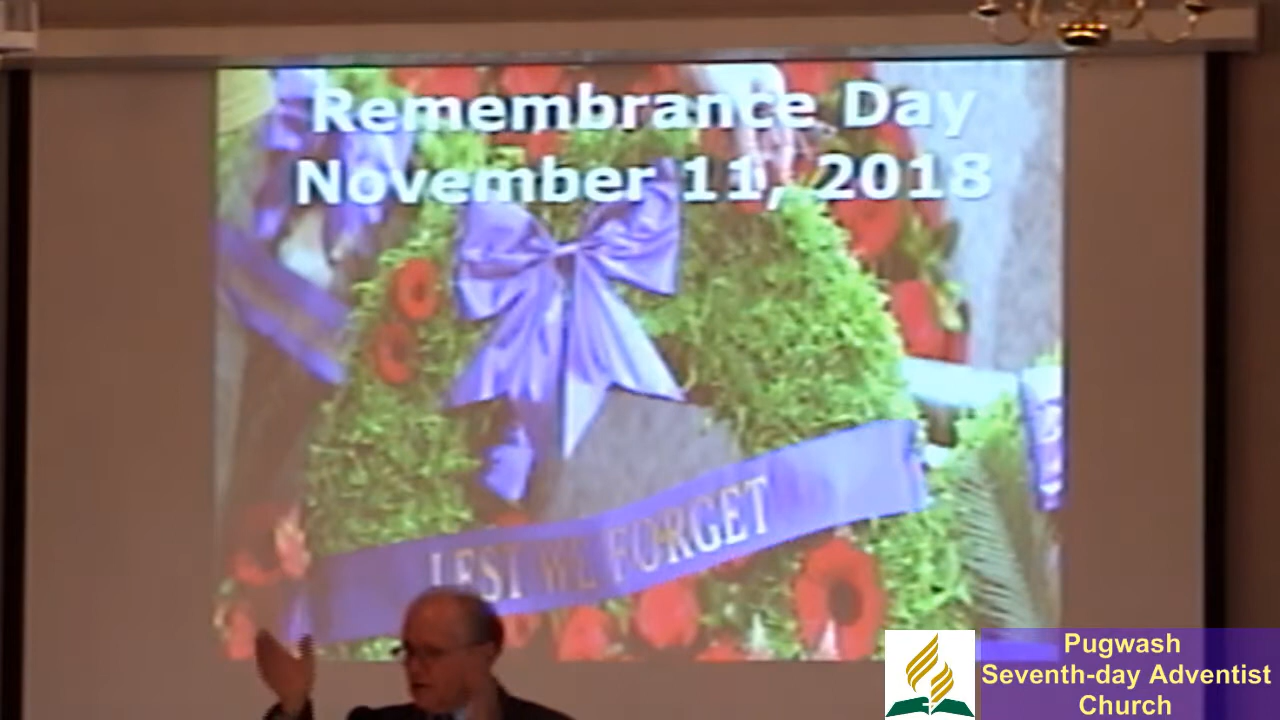 Remembrance Day
November 11, 2018
LEST WE FORGET
Pugwash
Seventh-day Adventist
Church